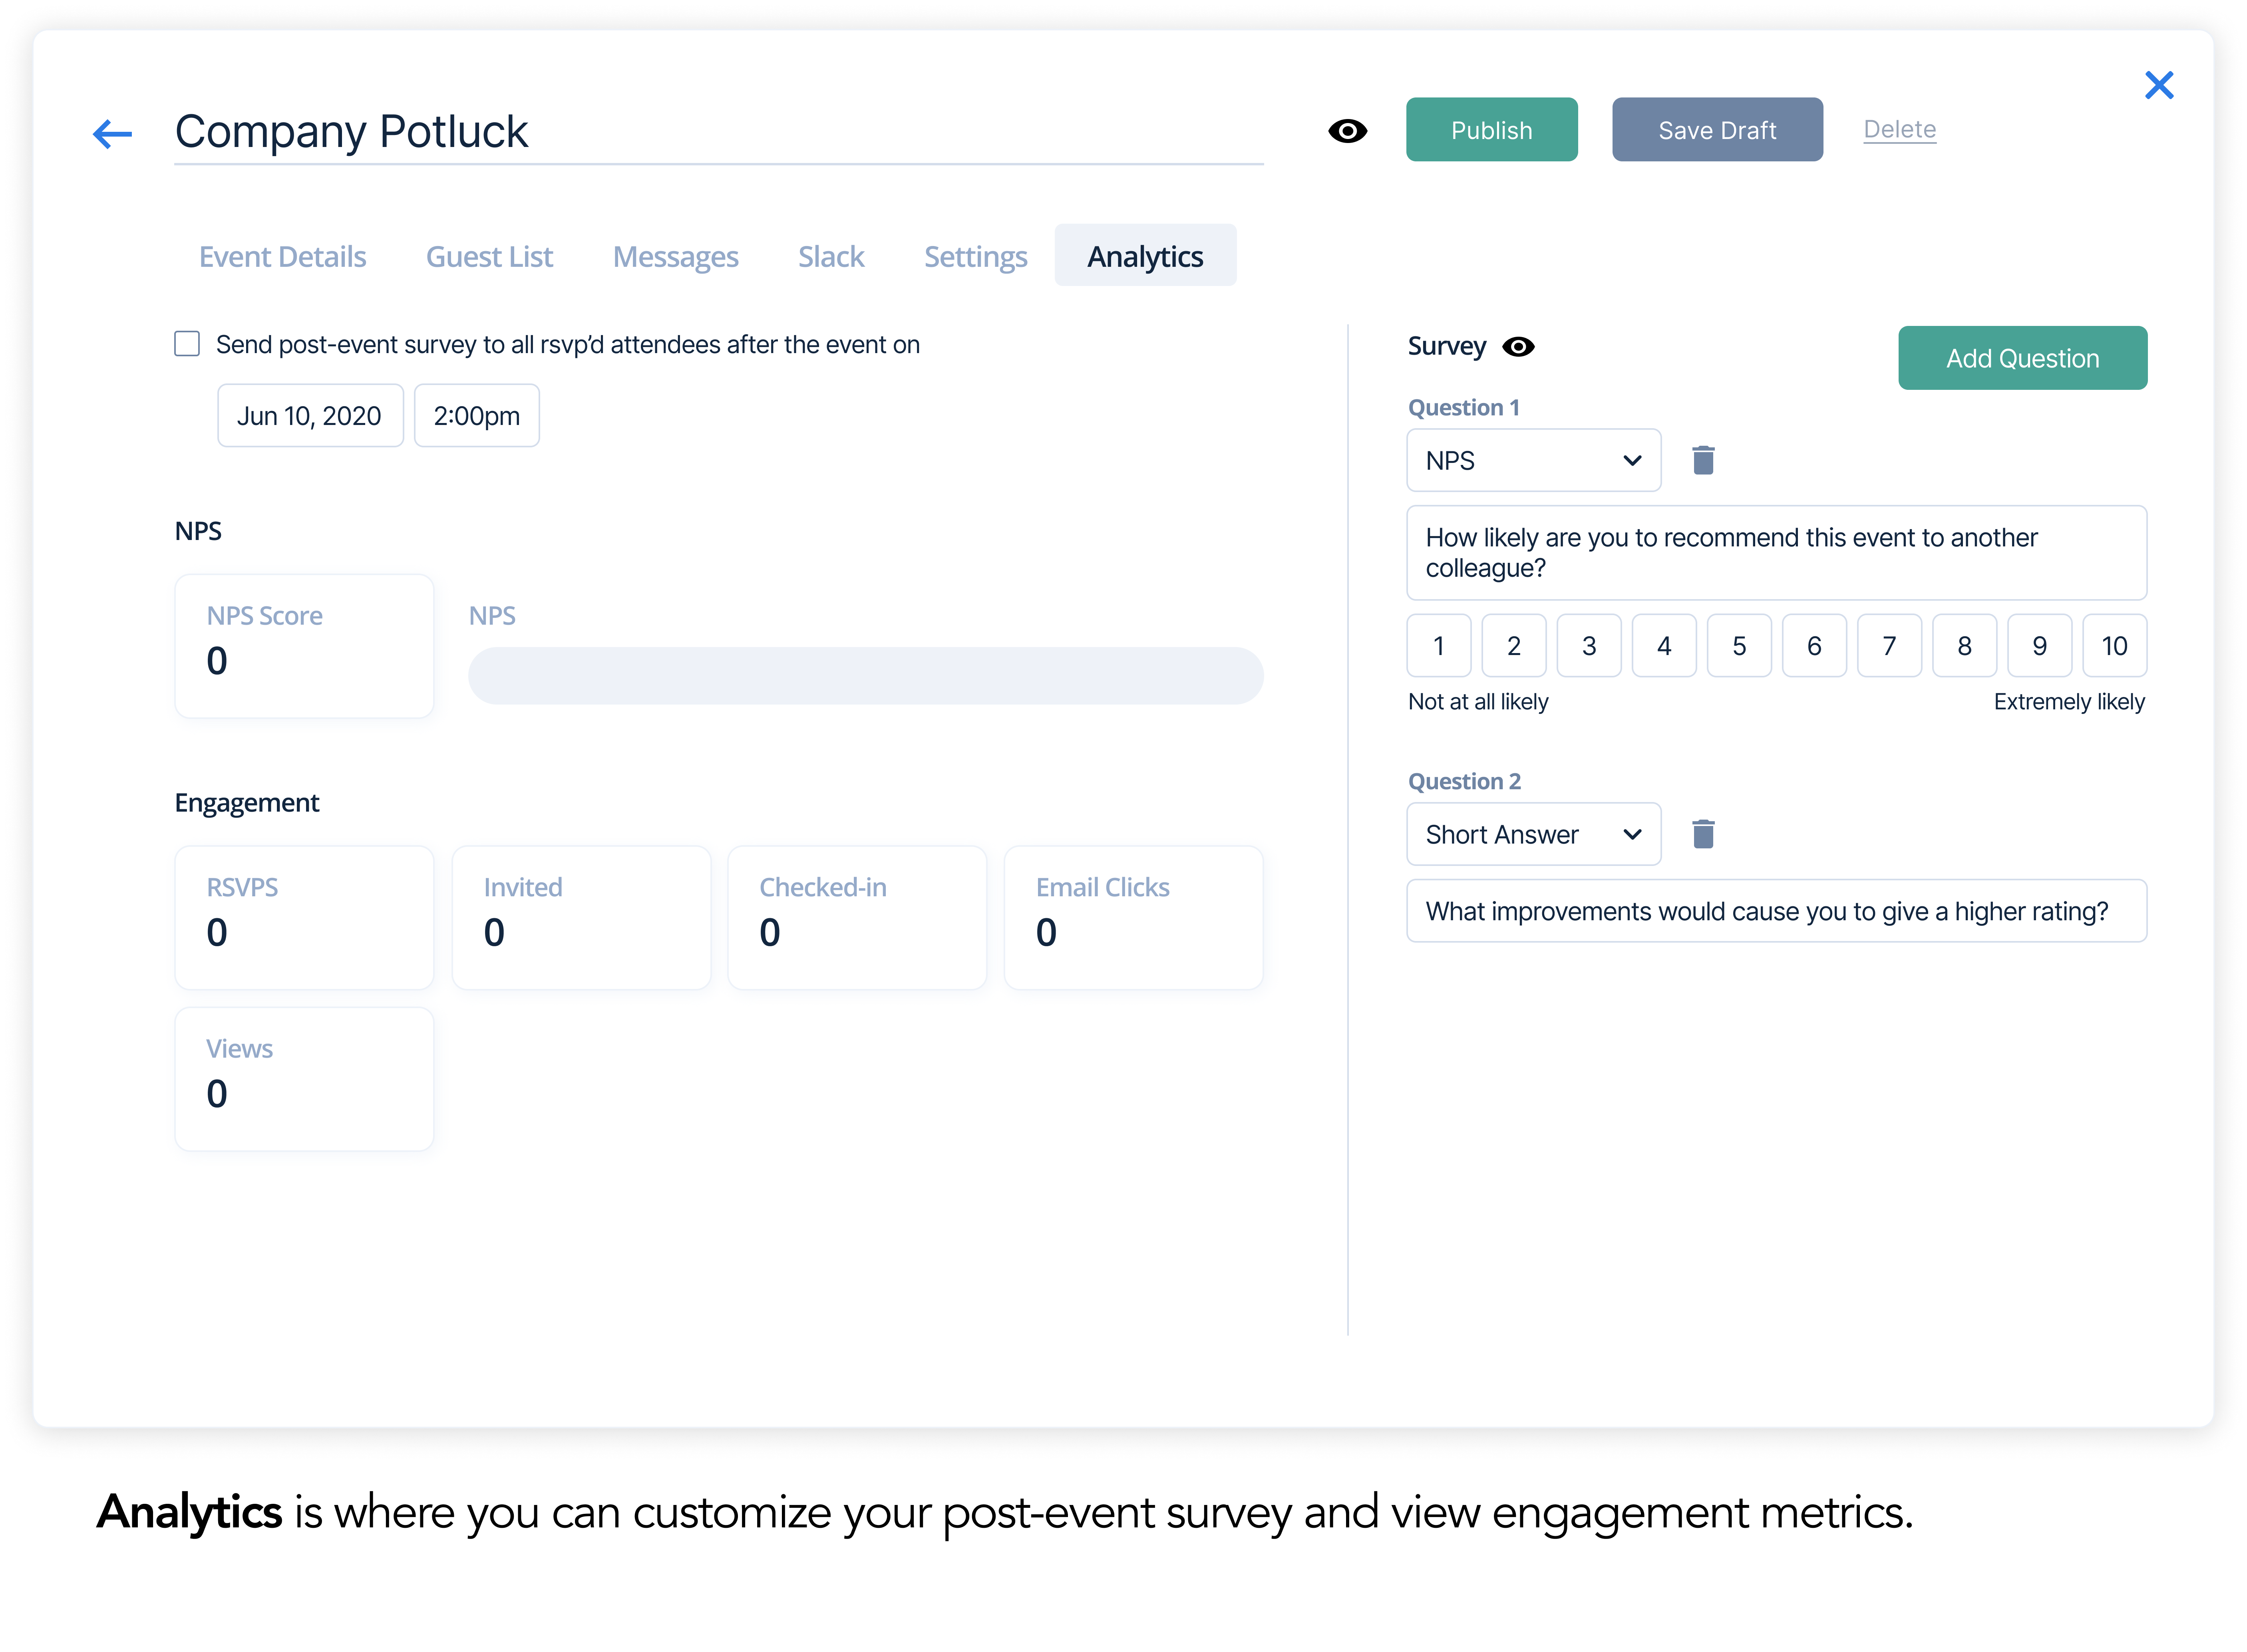 Company Potluck
Publish
Save Draft
Delete
Event Details
Guest List
Messages
Slack
Settings
Analytics
Send post-event survey to all rsvp'd attendees after the event on
Jun 10, 2020
2:00pm
NPS
NPS Score
0
NPS
Engagement
RSVPS
0
Invited
0
Checked-in
0
Email Clicks
0
Views
0
Survey
Add Question
Question 1
NPS
How likely are you to recommend this event to another
colleague?
1
2
3
4
5
6
7
8
9
10
Not at all likely
Extremely likely
Question 2
Short Answer
What improvements would cause you to give a higher rating?
Analytics is where you can customize your post-event survey and view engagement metrics.